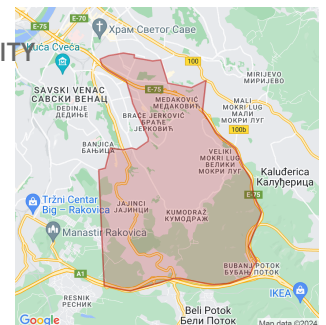 E-70
Храм Светог Саве
ITY
Kuća Cveća
E-75
100
SAVSKI VENAC
САВСКИ ВЕНАЦ
DEDINJE
ДЕДИЊЕ
MEDAKOVIĆ
МЕДАКОВИЋ
MIRIJEVO
МИРИЈЕВО
BRAĆE JERKOVIĆ
БРАЋЕ
ЈЕРКОВИЋ
MALI
MOKRI LUG
МАЛИ
МОКРИ ЛУГ
100b
BANJICA
БАЊИЦА
VELIKI
MOKRI LUG
ВЕЛИКИ
МОКРИ ЛУГ
Kaluđerica
Калуђерица
E-75
Tržni Centar
Big – Rakovica
JAJINCI
ЈАЈИНЦИ
KUMODRAŽ
КУМОДРАЖ
Manastir Rakovica
BUBANJ POTOK
БУБАЊ ПОТОК
A1
E-75
RESNIK
РЕСНИК
IKEA
Beli Potok
Бели Поток
Google
Map data ©2024